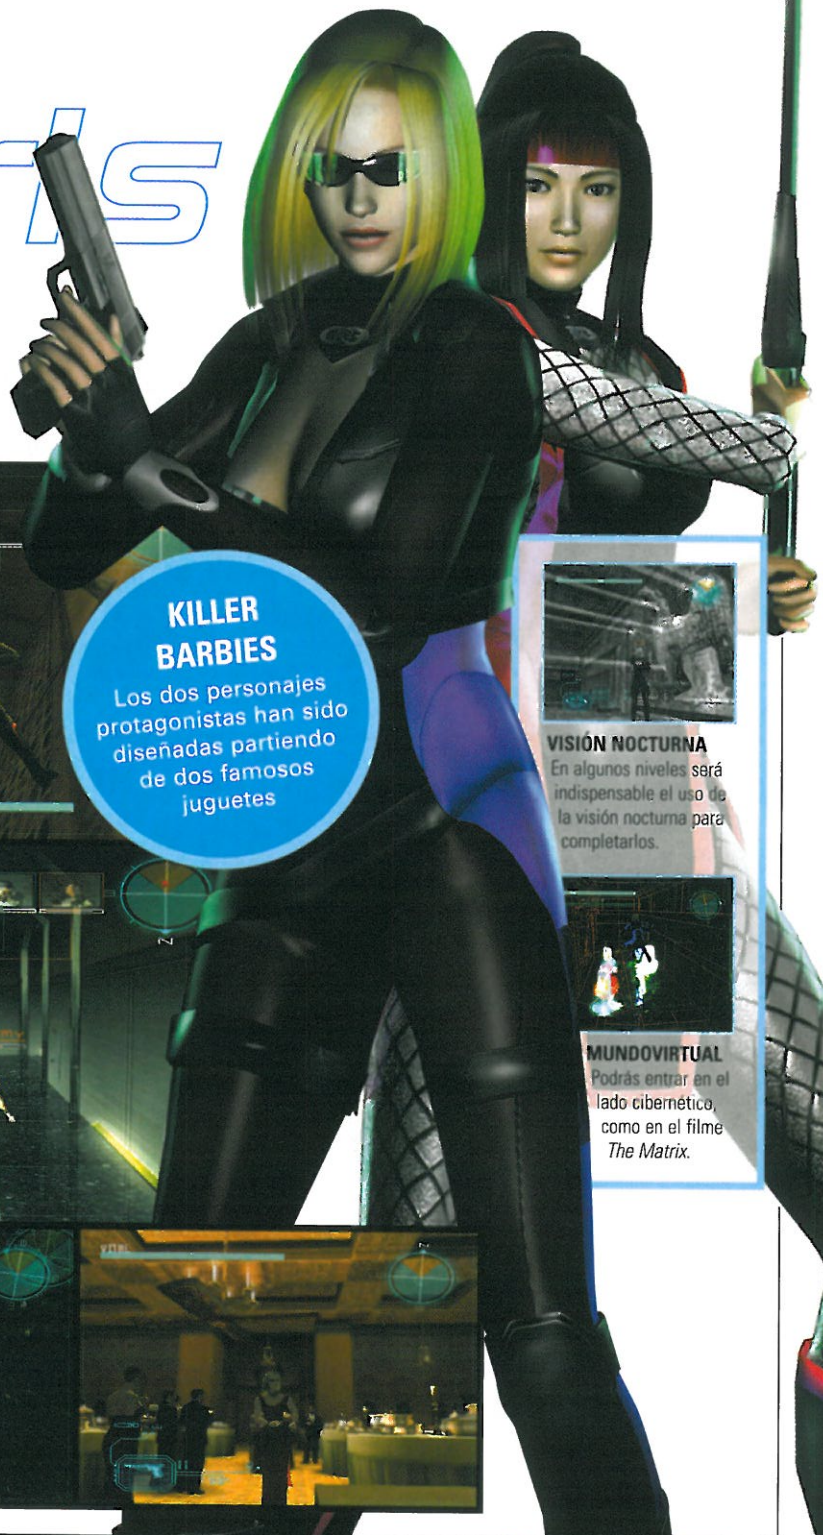 KILLER
BARBIES
Los dos personajes
protagonistas han sido
diseñadas partiendo
de dos famosos
juguetes
VISIÓN NOCTURNA
En algunos niveles será
indispensable el uso de
la visión nocturna para
completarlos.
MUNDOVIRTUAL
Podrás entrar en el
lado cibernético,
como en el filme
The Matrix.
VITAL
N